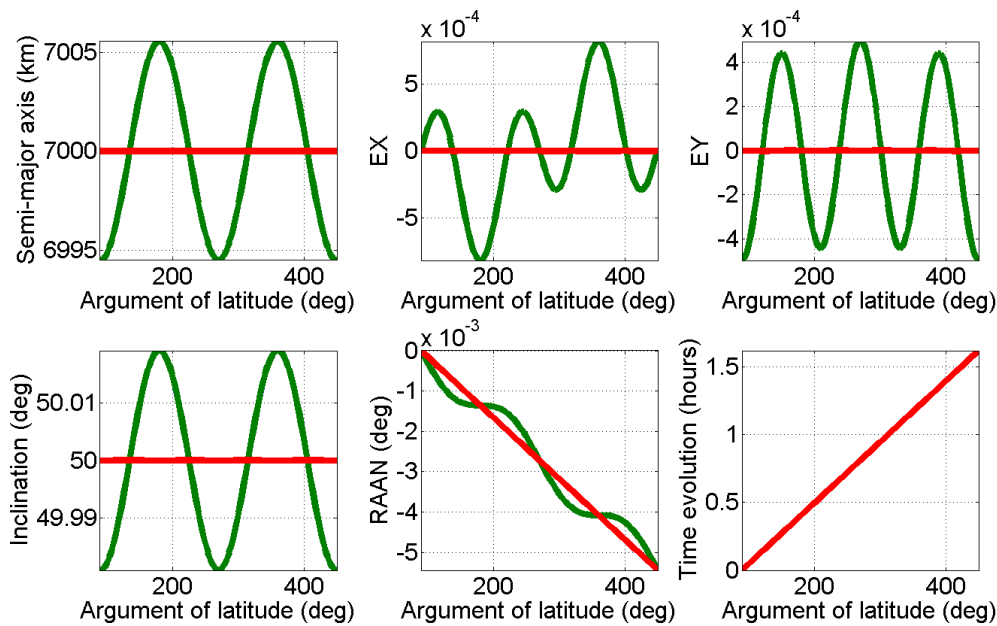 Semi-major axis (km)
7005
7000
6995
200
400
Argument of latitude (deg)
x 10-4
EX
5
0
-5
200
400
Argument of latitude (deg)
x 10-4
EY
4
2
0
-2
-4
200
400
Argument of latitude (deg)
Inclination (deg)
50.01
50
49.99
200
400
Argument of latitude (deg)
x 10-3
RAAN (deg)
0
-1
-2
-3
-4
-5
200
400
Argument of latitude (deg)
Time evolution (hours)
1.5
1
0.5
0
200
400
Argument of latitude (deg)